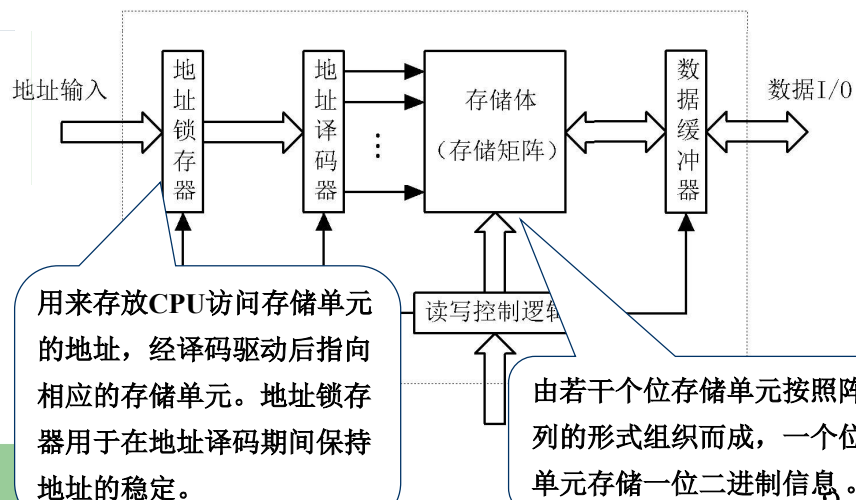 地址输入
地址锁存器
地址译码器
存储体
（存储矩阵）
数据缓冲器
数据I/O
读写控制逻辑
用来存放CPU访问存储单元
的地址，经译码驱动后指向
相应的存储单元。地址锁存
器用于在地址译码期间保持
地址的稳定。
由若干个位存储单元按照阵
列的形式组织而成，一个位
单元存储一位二进制信息。